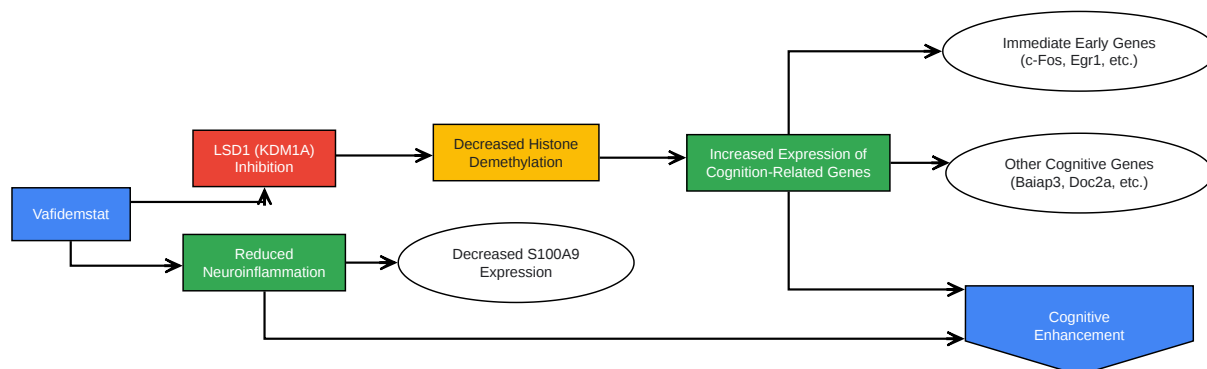 Immediate Early Genes
(c-Fos, Egr1, etc.)
LSD1 (KDM1A)
Inhibition
Decreased Histone
Demethylation
Increased Expression of
Cognition-Related Genes
Other Cognitive Genes
(Baiap3, Doc2a, etc.)
Vafidemstat
Reduced
Neuroinflammation
Decreased S100A9
Expression
Cognitive
Enhancement